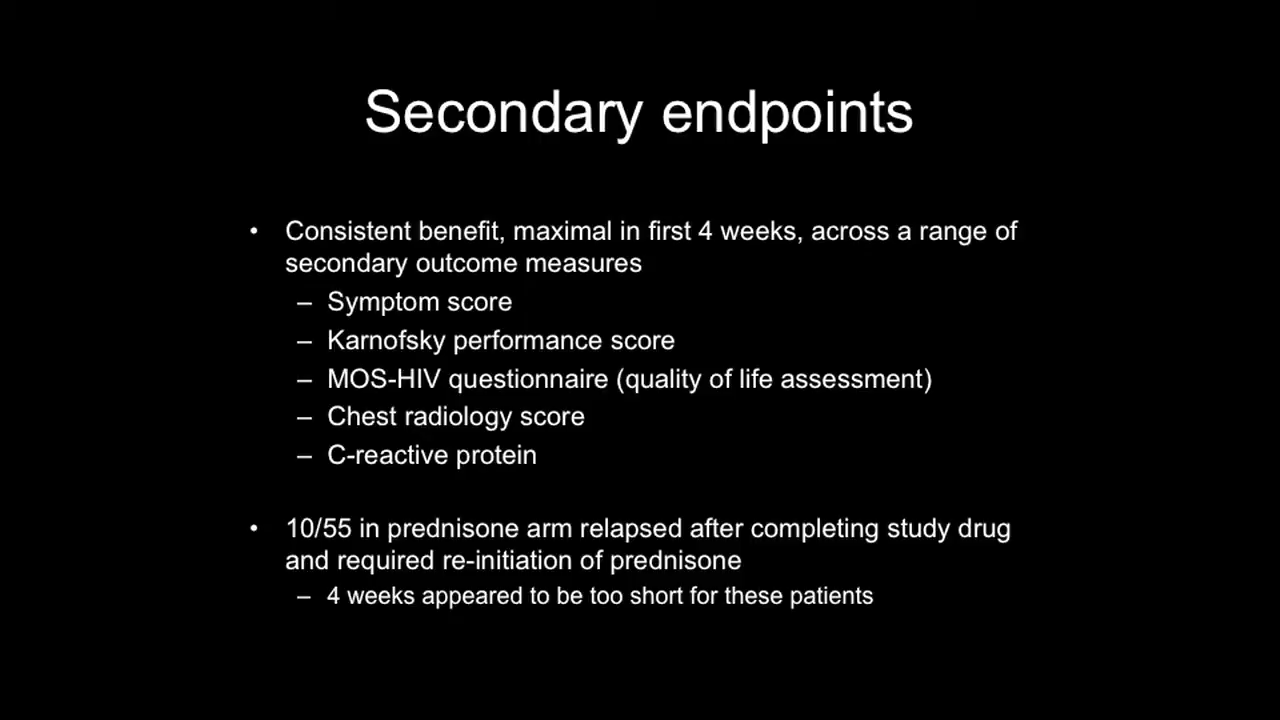 Secondary endpoints
• Consistent benefit, maximal in first 4 weeks, across a range of
secondary outcome measures
– Symptom score
– Karnofsky performance score
– MOS-HIV questionnaire (quality of life assessment)
– Chest radiology score
– C-reactive protein
• 10/55 in prednisone arm relapsed after completing study drug
and required re-initiation of prednisone
– 4 weeks appeared to be too short for these patients